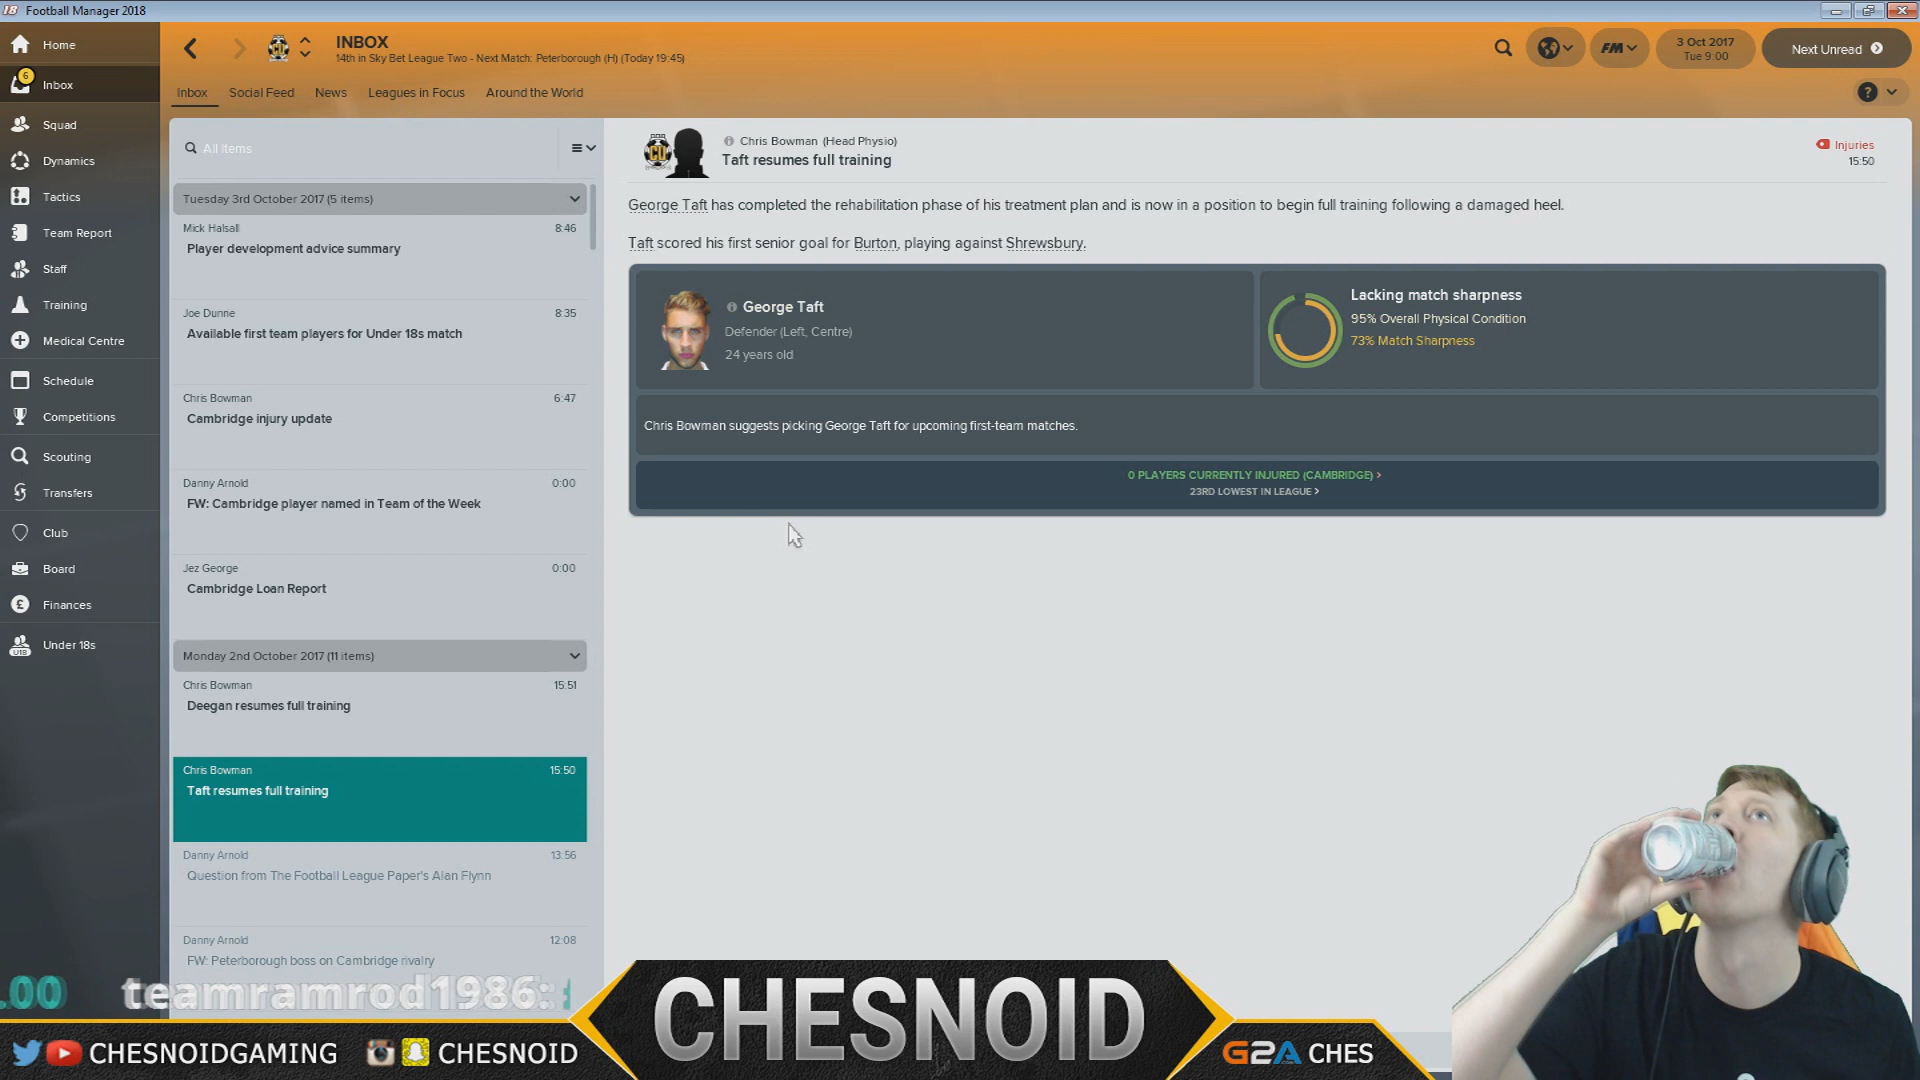 Football Manager 2018
Home
6
Inbox
Squad
Dynamics
Tactics
Team Report
Staff
Training
Medical Centre
Schedule
Competitions
Scouting
Transfers
Club
Board
Finances
Under 18s
INBOX
14th in Sky Bet League Two - Next Match: Peterborough (H) (Today 19:45)
FM
3 Oct 2017
Tue 9:00
Next Unread
Inbox Social Feed News Leagues in Focus Around the World
All Items
Tuesday 3rd October 2017 (5 items)
Mick Halsall 8:46
Player development advice summary
Joe Dunne 8:35
Available first team players for Under 18s match
Chris Bowman 6:47
Cambridge injury update
Danny Arnold 0:00
FW: Cambridge player named in Team of the Week
Jez George 0:00
Cambridge Loan Report
Monday 2nd October 2017 (11 items)
Chris Bowman 15:51
Deegan resumes full training
Chris Bowman 15:50
Taft resumes full training
Danny Arnold 13:56
Question from The Football League Paper's Alan Flynn
Danny Arnold 12:08
FW: Peterborough boss on Cambridge rivalry
Chris Bowman (Head Physio)
Taft resumes full training
Injuries
15:50
George Taft has completed the rehabilitation phase of his treatment plan and is now in a position to begin full training following a damaged heel.
Taft scored his first senior goal for Burton, playing against Shrewsbury.
George Taft
Defender (Left, Centre)
24 years old
Lacking match sharpness
95% Overall Physical Condition
73% Match Sharpness
Chris Bowman suggests picking George Taft for upcoming first-team matches.
0 PLAYERS CURRENTLY INJURED (CAMBRIDGE) >
23RD LOWEST IN LEAGUE >
.00 teamramrod1986:
CHESNOIDGAMING CHESNOID
CHESNOID
G2A CHES